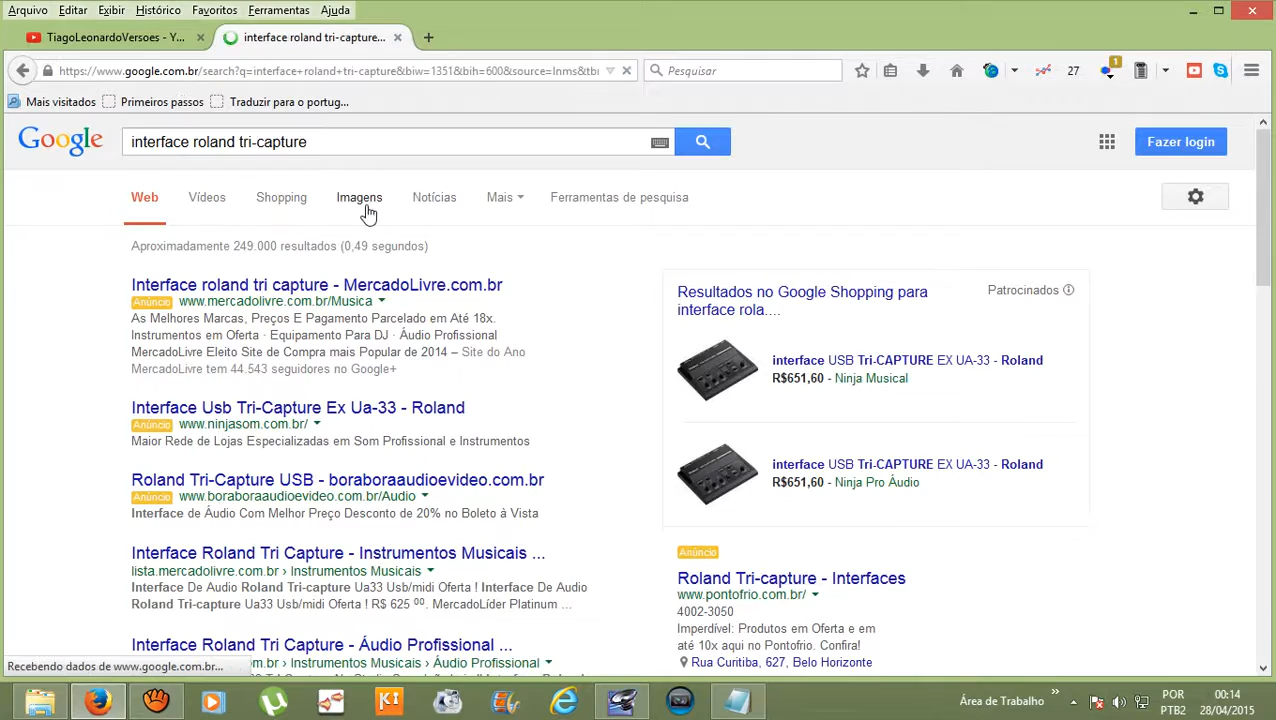 Arquivo Editar Exibir Histórico Favoritos Ferramentas Ajuda
TiagoLeonardoVersoes - Y...
interface roland tri-capture...
https://www.google.com.br/search?q=interface+roland+tri-capture&biw=1351&bih=600&source=lnms&tb
Pesquisar
27
1
Mais visitados Primeiros passos Traduzir para o portug...
Google
interface roland tri-capture
Fazer login
Web Vídeos Shopping Imagens Notícias Mais Ferramentas de pesquisa
Aproximadamente 249.000 resultados (0,49 segundos)
Interface roland tri capture - MercadoLivre.com.br
Anúncio www.mercadolivre.com.br/Musica
As Melhores Marcas, Preços E Pagamento Parcelado em Até 18x.
Instrumentos em Oferta · Equipamento Para DJ · Áudio Profissional
MercadoLivre Eleito Site de Compra mais Popular de 2014 – Site do Ano
MercadoLivre tem 44.543 seguidores no Google+
Interface Usb Tri-Capture Ex Ua-33 - Roland
Anúncio www.ninjasom.com.br/
Maior Rede de Lojas Especializadas em Som Profissional e Instrumentos
Roland Tri-Capture USB - boraboraaudioevideo.com.br
Anúncio www.boraboraaudioevideo.com.br/Audio
Interface de Áudio Com Melhor Preço Desconto de 20% no Boleto à Vista
Interface Roland Tri Capture - Instrumentos Musicais ...
lista.mercadolivre.com.br › Instrumentos Musicais
Interface De Audio Roland Tri-capture Ua33 Usb/midi Oferta ! Interface De Audio
Roland Tri-capture Ua33 Usb/midi Oferta ! R$ 625 00. MercadoLíder Platinum ...
Interface Roland Tri Capture - Áudio Profissional ...
om.br › Instrumentos Musicais › Áudio Profissional
Resultados no Google Shopping para
interface rola....
Patrocinados
interface USB Tri-CAPTURE EX UA-33 - Roland
R$651,60 - Ninja Musical
interface USB Tri-CAPTURE EX UA-33 - Roland
R$651,60 - Ninja Pro Áudio
Anúncio
Roland Tri-capture - Interfaces
www.pontofrio.com.br/
4002-3050
Imperdível: Produtos em Oferta e em
até 10x aqui no Pontofrio. Confira!
Rua Curitiba, 627, Belo Horizonte
Recebendo dados de www.google.com.br...
KI
Área de Trabalho
POR
PTB2
00:14
28/04/2015